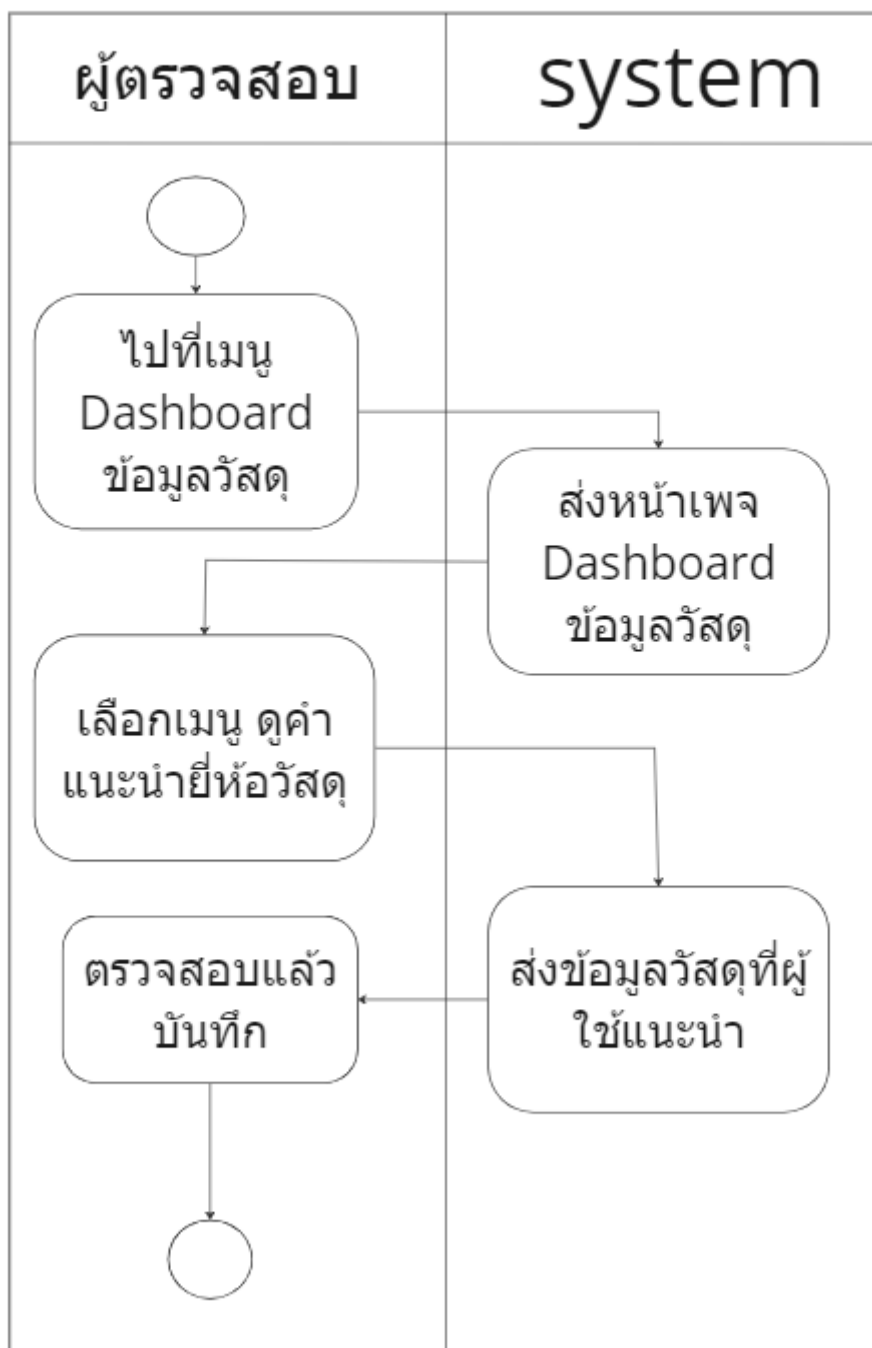 ผู้ตรวจสอบ
system
ไปที่เมนู
Dashboard
ข้อมูลวัสดุ
ส่งหน้าเพจ
Dashboard
ข้อมูลวัสดุ
เลือกเมนู ดูคำ
แนะนำยี่ห้อวัสดุ
ส่งข้อมูลวัสดุที่ผู้
ใช้แนะนำ
ตรวจสอบแล้ว
บันทึก